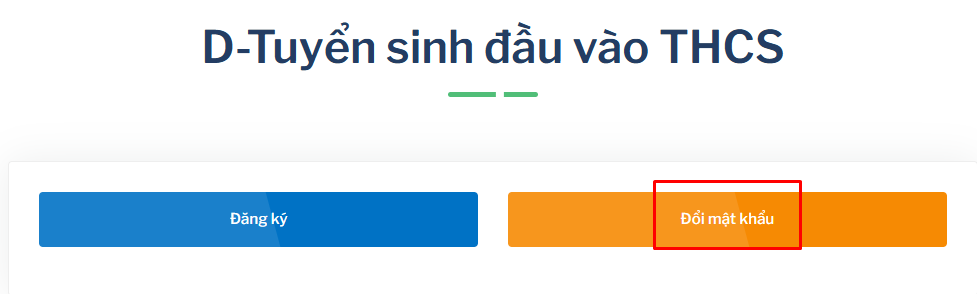 D-Tuyển sinh đầu vào THCS
Đăng ký
Đổi mật khẩu